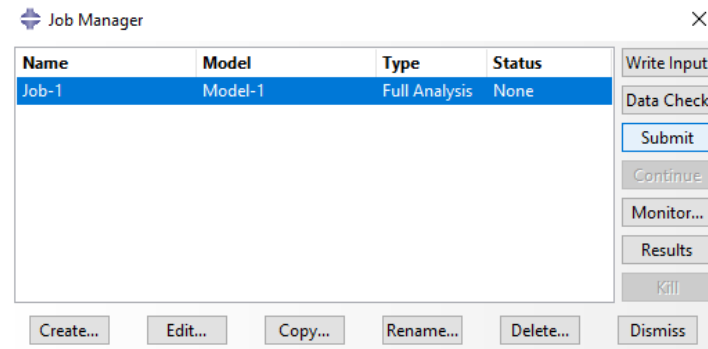 Job Manager
Name Model Type Status
Job-1 Model-1 Full Analysis None
Write Input
Data Check
Submit
Continue
Monitor...
Results
Kill
Create... Edit... Copy... Rename... Delete... Dismiss